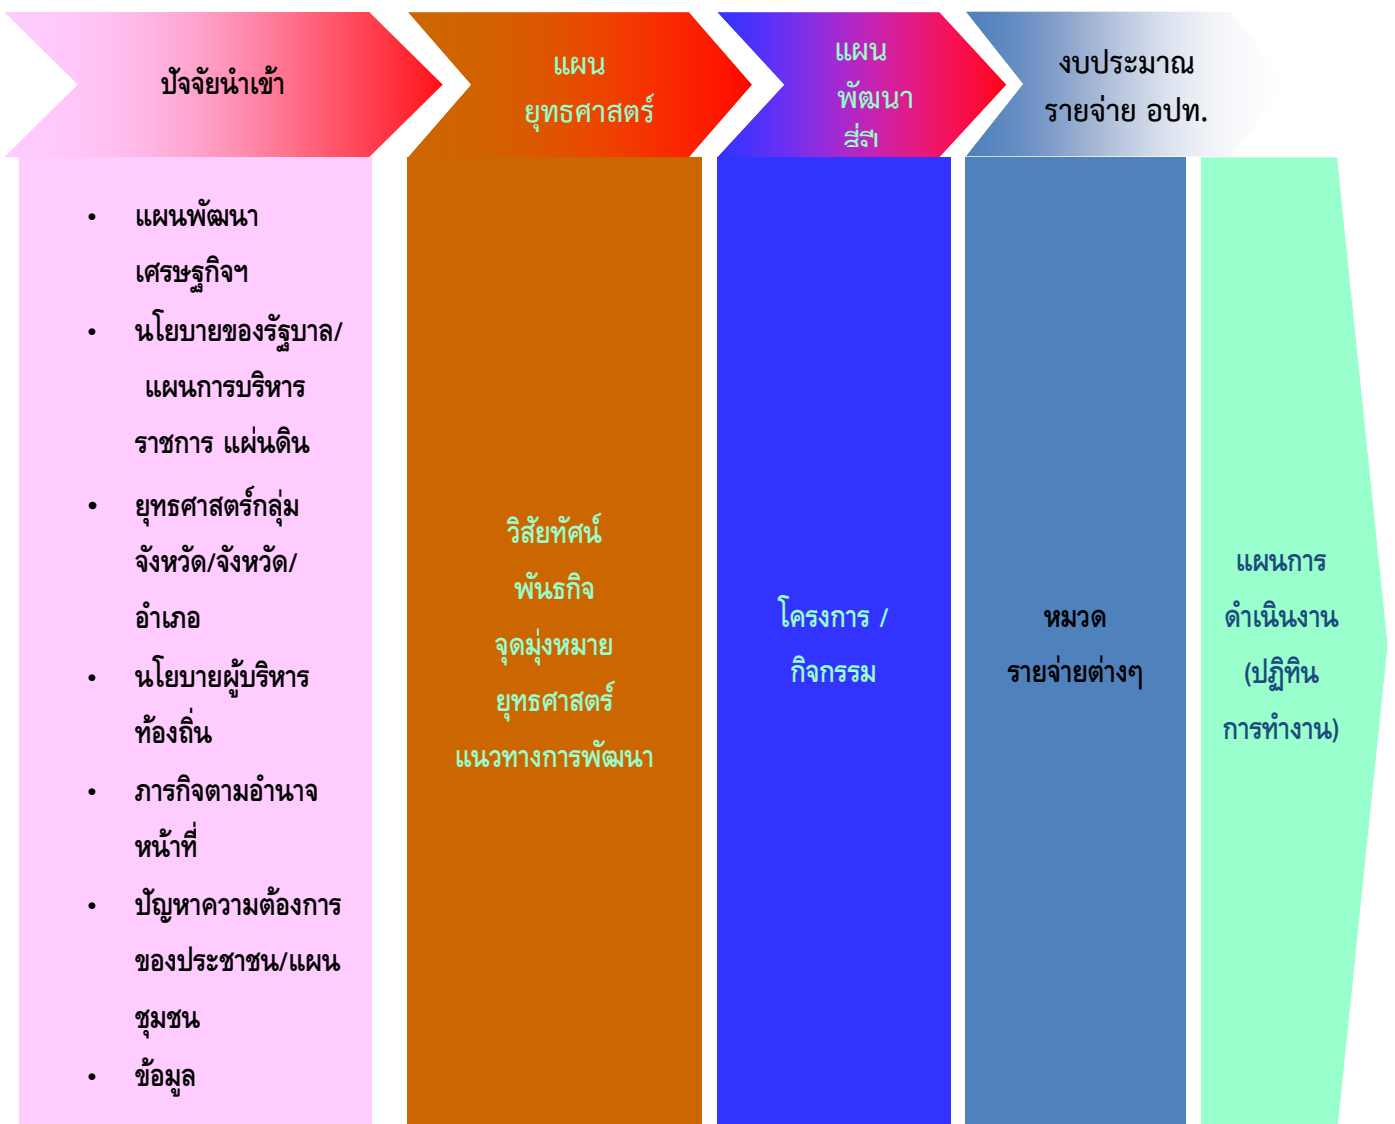 ปัจจัยนำเข้า
แผน
ยุทธศาสตร์
แผน
พัฒนา
สี่ปี
งบประมาณ
รายจ่าย อปท.
• แผนพัฒนา
เศรษฐกิจฯ
• นโยบายของรัฐบาล/
แผนการบริหาร
ราชการ แผ่นดิน
• ยุทธศาสตร์กลุ่ม
จังหวัด/จังหวัด/
อำเภอ
• นโยบายผู้บริหาร
ท้องถิ่น
• ภารกิจตามอำนาจ
หน้าที่
• ปัญหาความต้องการ
ของประชาชน/แผน
ชุมชน
• ข้อมูล
วิสัยทัศน์
พันธกิจ
จุดมุ่งหมาย
ยุทธศาสตร์
แนวทางการพัฒนา
โครงการ /
กิจกรรม
หมวด
รายจ่ายต่างๆ
แผนการ
ดำเนินงาน
(ปฏิทิน
การทำงาน)